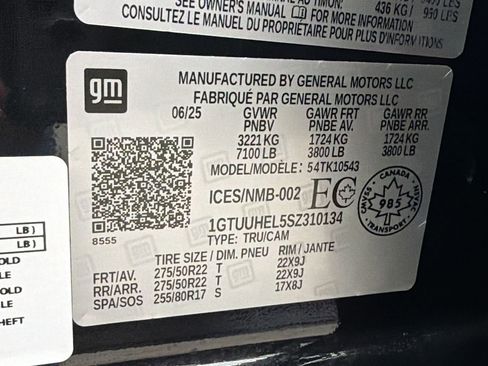 SEE OWNER'S MANUAL FOR MORE INFORMATION
436 KG / 990 LBS
CONSULTEZ LE MANUEL DU PROPRIÉTAIRE POUR PLUS D'INFORMATIONS
gm
MANUFACTURED BY GENERAL MOTORS LLC
FABRIQUÉ PAR GENERAL MOTORS LLC
06/25 GVWR GAWR FRT GAWR RR
PNBV PNBE AV. PNBE ARR.
3221 KG 1724 KG 1724 KG
7100 LB 3800 LB 3800 LB
MODEL/MODÈLE: 54TK10543
ICES/NMB-002 EC
CANADA
985
TRANSPORT
8555
1GTUUHEL5SZ310134
TYPE: TRU/CAM
TIRE SIZE / DIM. PNEU RIM / JANTE
FRT/AV. 275/50R22 T 22X9J
RR/ARR. 275/50R22 T 22X9J
SPA/SOS 255/80R17 S 17X8J
LB )
LB )
OLD
OLD
HEFT